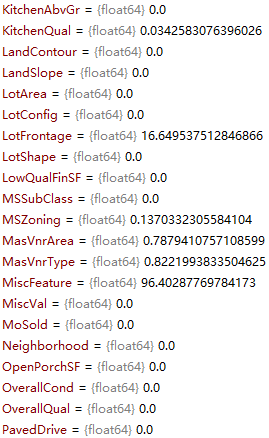 KitchenAbvGr = {float64} 0.0
KitchenQual = {float64} 0.0342583076396026
LandContour = {float64} 0.0
LandSlope = {float64} 0.0
LotArea = {float64} 0.0
LotConfig = {float64} 0.0
LotFrontage = {float64} 16.649537512846866
LotShape = {float64} 0.0
LowQualFinSF = {float64} 0.0
MSSubClass = {float64} 0.0
MSZoning = {float64} 0.1370332305584104
MasVnrArea = {float64} 0.7879410757108599
MasVnrType = {float64} 0.8221993833504625
MiscFeature = {float64} 96.40287769784173
MiscVal = {float64} 0.0
MoSold = {float64} 0.0
Neighborhood = {float64} 0.0
OpenPorchSF = {float64} 0.0
OverallCond = {float64} 0.0
OverallQual = {float64} 0.0
PavedDrive = {float64} 0.0